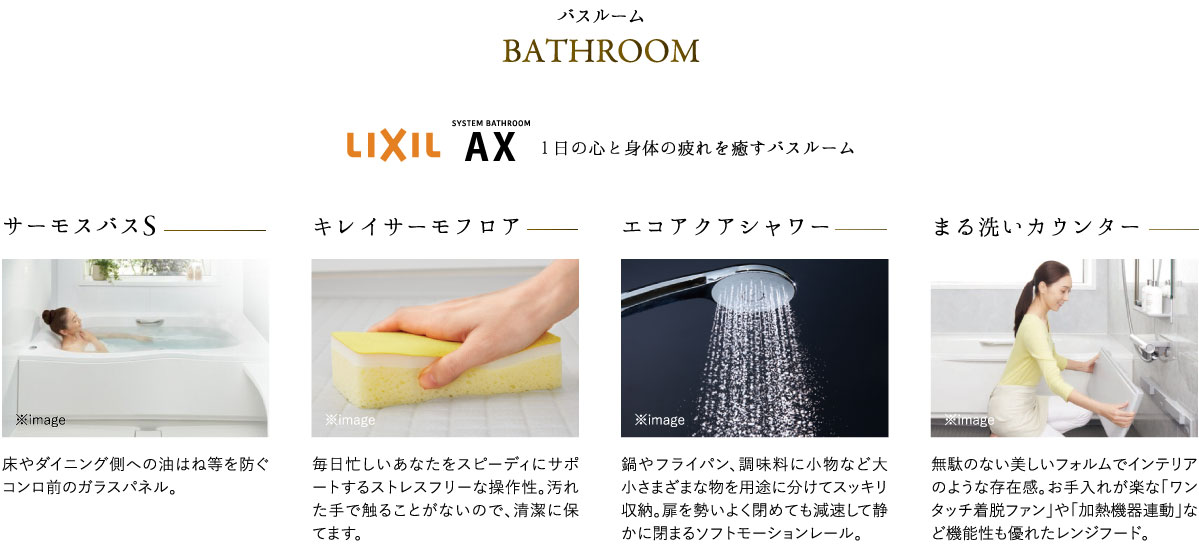 バスルーム
BATHROOM
LIXIL
SYSTEM BATHROOM
AX
1日の心と身体の疲れを癒すバスルーム
サーモスバスS
※image
床やダイニング側への油はね等を防ぐ
コンロ前のガラスパネル。
キレイサーモフロア
※image
毎日忙しいあなたをスピーディにサポ
ートするストレスフリーな操作性。汚れ
た手で触ることがないので、清潔に保
てます。
エコアクアシャワー
※image
鍋やフライパン、調味料に小物など大
小さまざまな物を用途に分けてスッキリ
収納。扉を勢いよく閉めても減速して静
かに閉まるソフトモーションレール。
まる洗いカウンター
※image
無駄のない美しいフォルムでインテリア
のような存在感。お手入れが楽な「ワン
タッチ着脱ファン」や「加熱機器連動」な
ど機能性も優れたレンジフード。